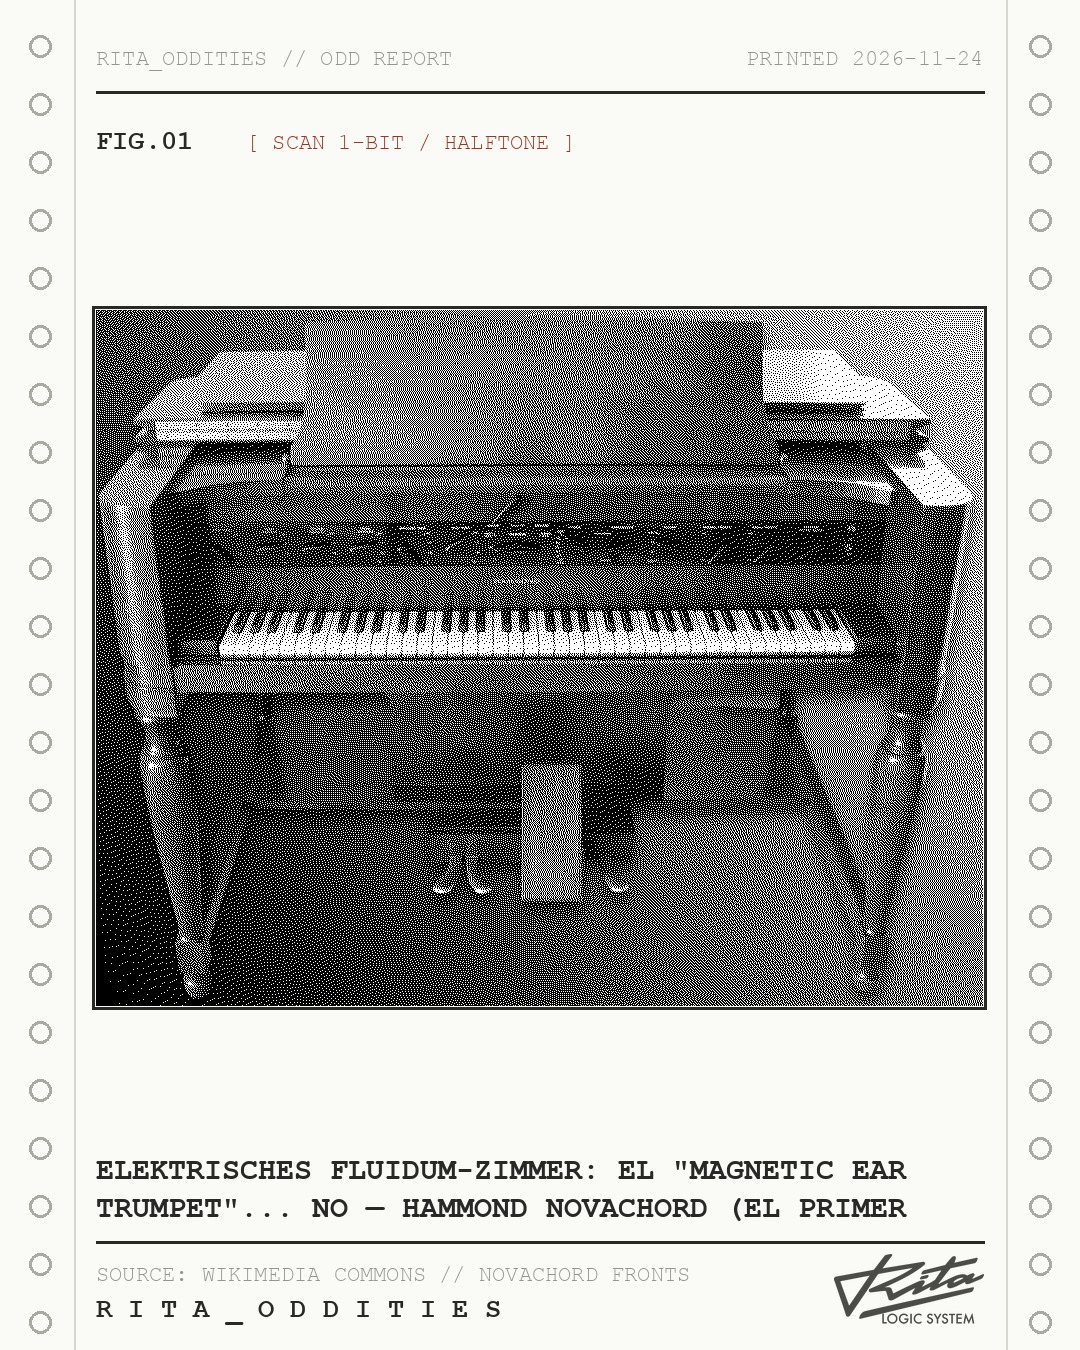 RITA_ODDITIES // ODD REPORT
PRINTED 2026-11-24
FIG.01
[ SCAN 1-BIT / HALFTONE ]
ELEKTRISCHES FLUIDUM-ZIMMER: EL "MAGNETIC EAR
TRUMPET"... NO — HAMMOND NOVACHORD (EL PRIMER
SOURCE: WIKIMEDIA COMMONS // NOVACHORD FRONTS
RITA_ODDITIES
Rita
LOGIC SYSTEM